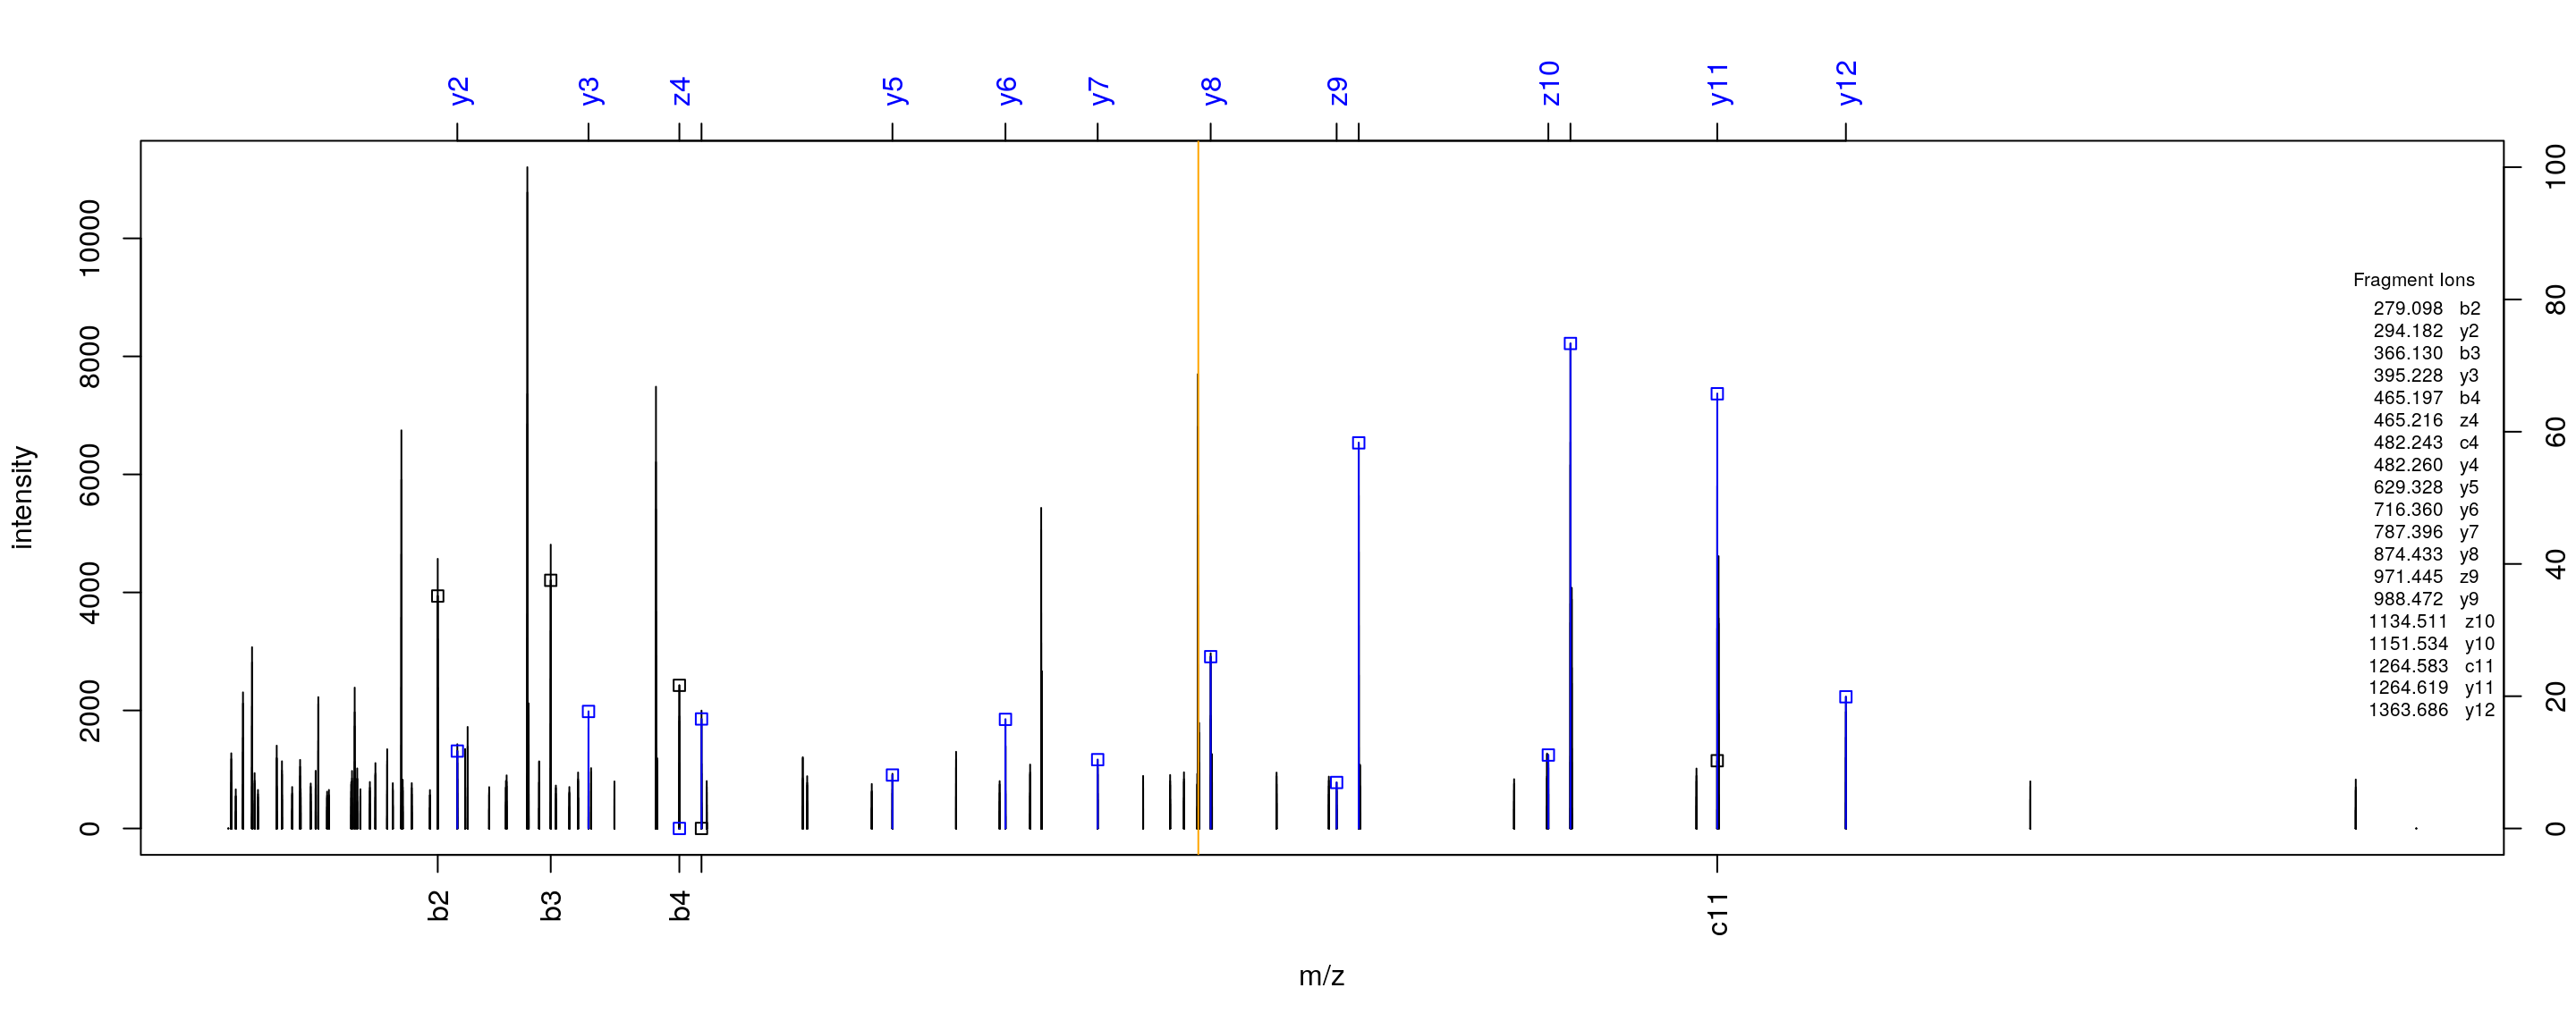 y2 y3 z4 y5 y6 y7 y8 z9 z10 y11 y12
intensity
0 2000 4000 6000 8000 10000
0 20 40 60 80 100
Fragment Ions
279.098 b2
294.182 y2
366.130 b3
395.228 y3
465.197 b4
465.216 z4
482.243 c4
482.260 y4
629.328 y5
716.360 y6
787.396 y7
874.433 y8
971.445 z9
988.472 y9
1134.511 z10
1151.534 y10
1264.583 c11
1264.619 y11
1363.686 y12
b2 b3 b4 c11
m/z